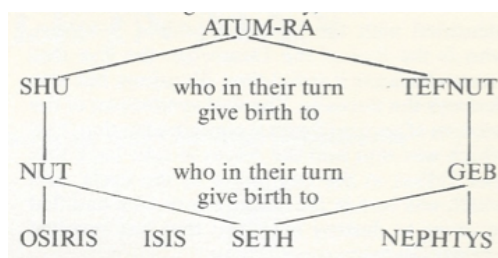 ATUM-RA
SHU who in their turn TEFNUT
give birth to
NUT who in their turn GEB
give birth to
OSIRIS ISIS SETH NEPHTYS